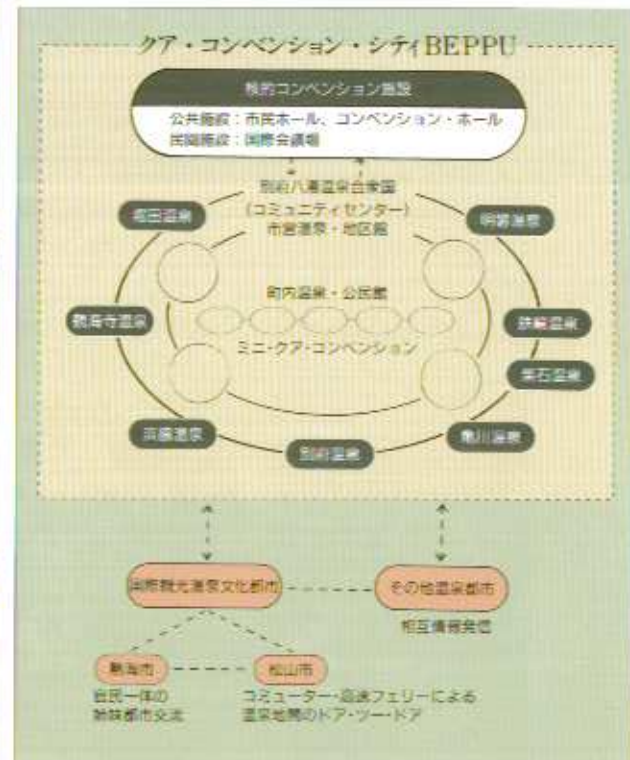 クア・コンベンション・シティBEPPU
核的コンベンション施設
公共施設：市民ホール、コンベンション・ホール
民間施設：国際会議場
別府八湯温泉合衆国
(コミュニティセンター)
市営温泉・地区館
堀田温泉
明礬温泉
町内温泉・公民館
観海寺温泉
鉄輪温泉
ミニ・クア・コンベンション
柴石温泉
浜脇温泉
亀川温泉
別府温泉
国際観光温泉文化都市
その他温泉都市
相互情報発信
熱海市
松山市
官民一体の
姉妹都市交流
コミューター・高速フェリーによる
温泉地間のドア・ツー・ドア